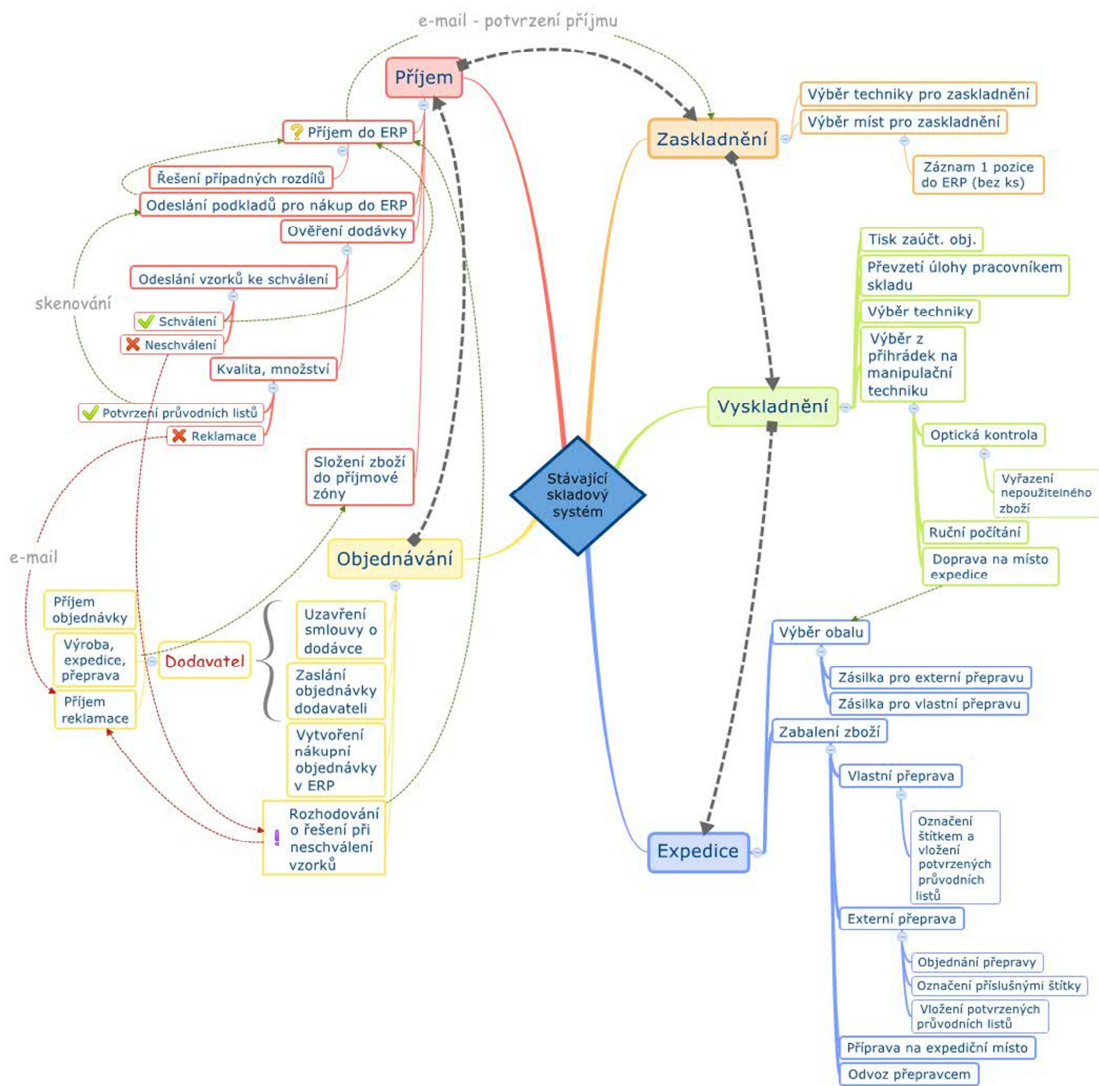 e-mail - potvrzení příjmu
Příjem
Příjem do ERP
Řešení případných rozdílů
Odeslání podkladů pro nákup do ERP
Ověření dodávky
Odeslání vzorků ke schválení
skenování
Schválení
Neschválení
Kvalita, množství
Potvrzení průvodních listů
Reklamace
Složení zboží
do příjmové
zóny
e-mail
Objednávání
Uzavření
smlouvy o
dodávce
Zaslání
objednávky
dodavateli
Dodavatel
Příjem
objednávky
Výroba,
expedice,
přeprava
Příjem
reklamace
Vytvoření
nákupní
objednávky
v ERP
Rozhodování
o řešení při
neschválení
vzorků
Stávající
skladový
systém
Zaskladnění
Výběr techniky pro zaskladnění
Výběr míst pro zaskladnění
Záznam 1 pozice
do ERP (bez ks)
Vyskladnění
Tisk zaúčt. obj.
Převzetí úlohy pracovníkem
skladu
Výběr techniky
Výběr z
přihrádek na
manipulační
techniku
Optická kontrola
Vyřazení
nepoužitelného
zboží
Ruční počítání
Doprava na místo
expedice
Expedice
Výběr obalu
Zásilka pro externí přepravu
Zásilka pro vlastní přepravu
Zabalení zboží
Vlastní přeprava
Označení
štítkem a
vložení
potvrzených
průvodních
listů
Externí přeprava
Objednání přepravy
Označení příslušnými štítky
Vložení potvrzených
průvodních listů
Příprava na expediční místo
Odvoz přepravcem